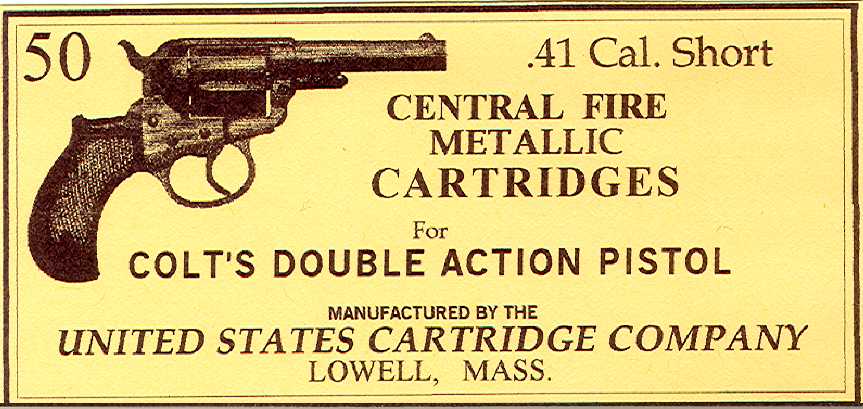 50
.41 Cal. Short
CENTRAL FIRE
METALLIC
CARTRIDGES
For
COLT'S DOUBLE ACTION PISTOL
MANUFACTURED BY THE
UNITED STATES CARTRIDGE COMPANY
LOWELL, MASS.